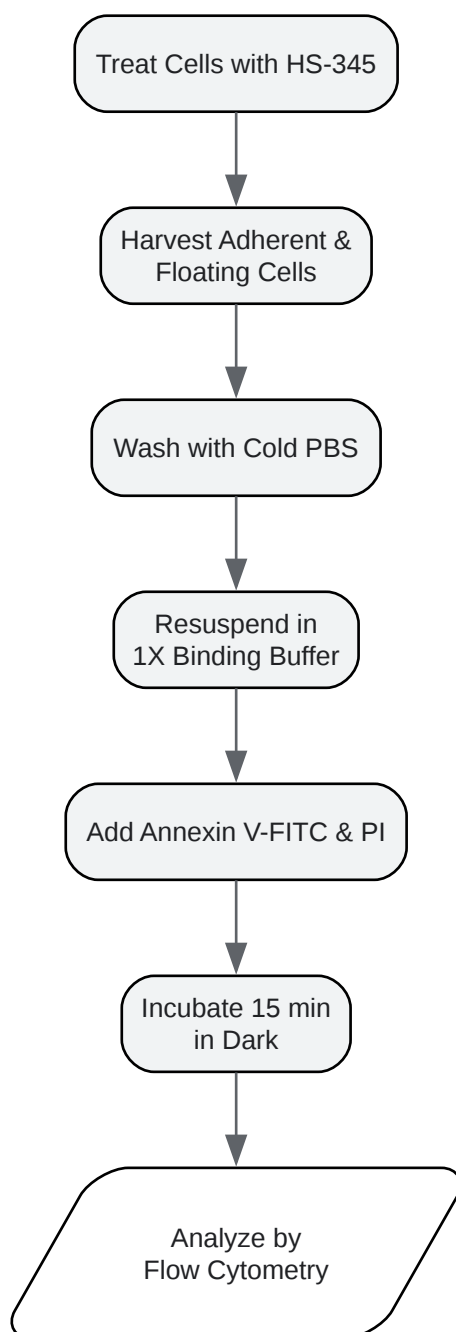 Treat Cells with HS-345
Harvest Adherent &
Floating Cells
Wash with Cold PBS
Resuspend in
1X Binding Buffer
Add Annexin V-FITC & PI
Incubate 15 min
in Dark
Analyze by
Flow Cytometry